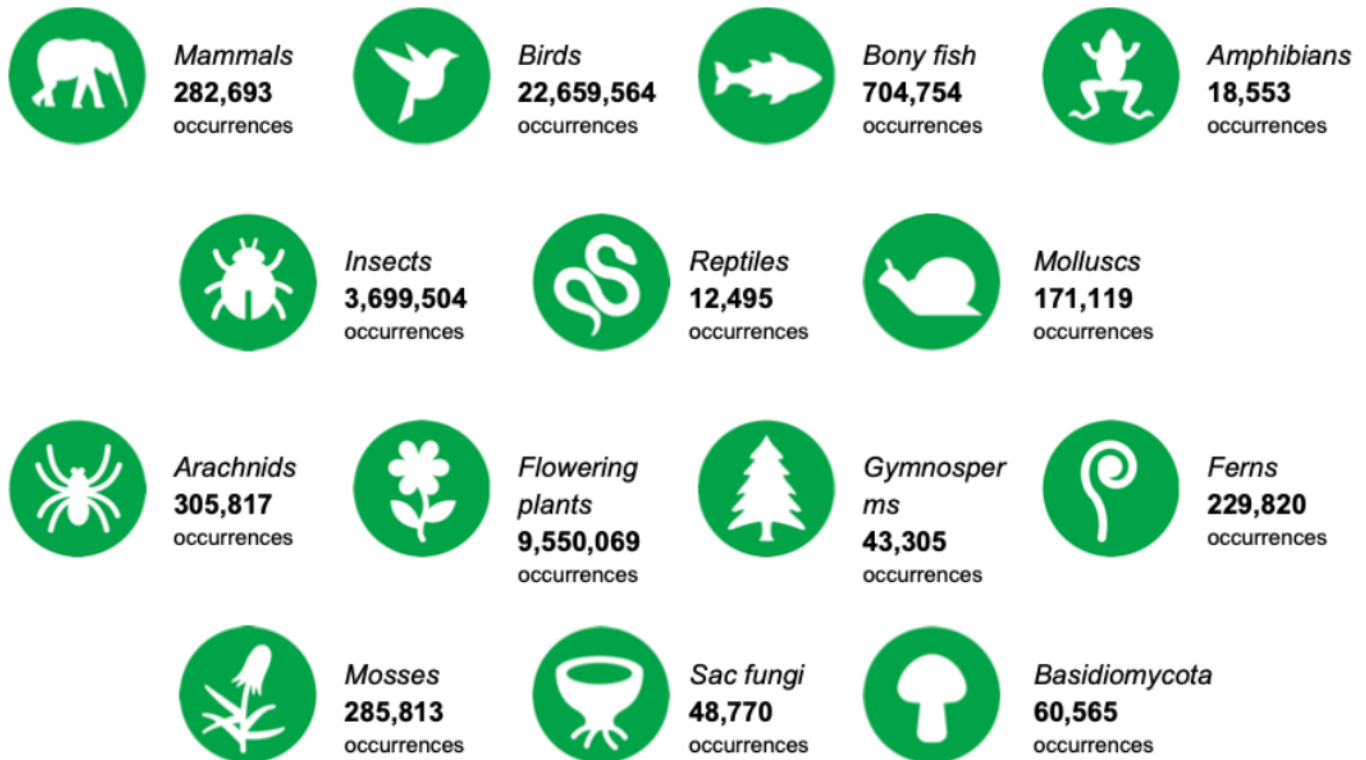 Mammals
282,693
occurrences
Birds
22,659,564
occurrences
Bony fish
704,754
occurrences
Amphibians
18,553
occurrences
Insects
3,699,504
occurrences
Reptiles
12,495
occurrences
Molluscs
171,119
occurrences
Arachnids
305,817
occurrences
Flowering
plants
9,550,069
occurrences
Gymnosper
ms
43,305
occurrences
Ferns
229,820
occurrences
Mosses
285,813
occurrences
Sac fungi
48,770
occurrences
Basidiomycota
60,565
occurrences